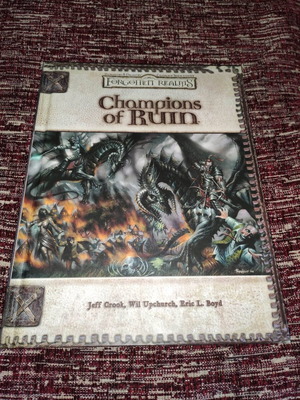 FORGOTTEN REALMS
Champions
of RUIN
Jeff Crook, Wil Upchurch, Eric L. Boyd